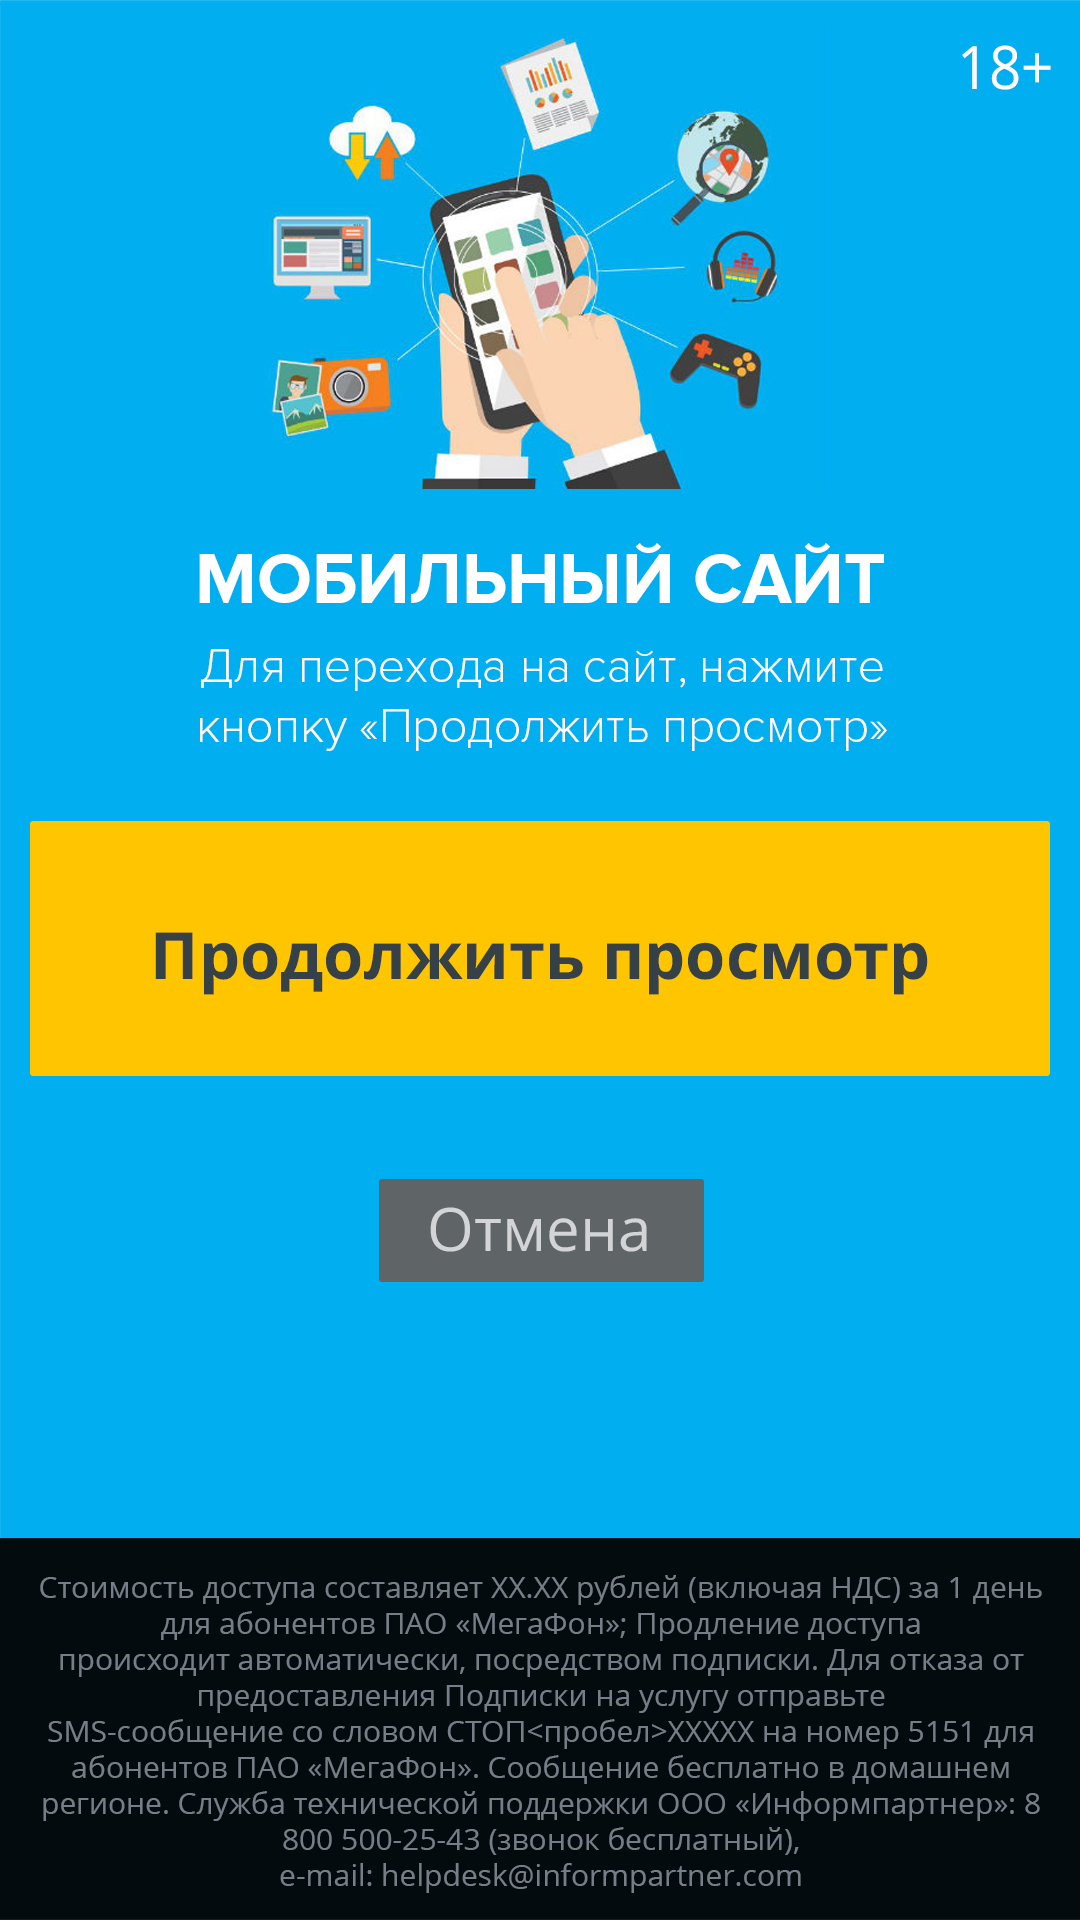 18+
МОБИЛЬНЫЙ САЙТ
Для перехода на сайт, нажмите
кнопку «Продолжить просмотр»
Продолжить просмотр
Отмена
Стоимость доступа составляет XX.XX рублей (включая НДС) за 1 день
для абонентов ПАО «МегаФон»; Продление доступа
происходит автоматически, посредством подписки. Для отказа от
предоставления Подписки на услугу отправьте
SMS-сообщение со словом СТОП<пробел>XXXXX на номер 5151 для
абонентов ПАО «МегаФон». Сообщение бесплатно в домашнем
регионе. Служба технической поддержки ООО «Информпартнер»: 8
800 500-25-43 (звонок бесплатный),
e-mail: helpdesk@informpartner.com